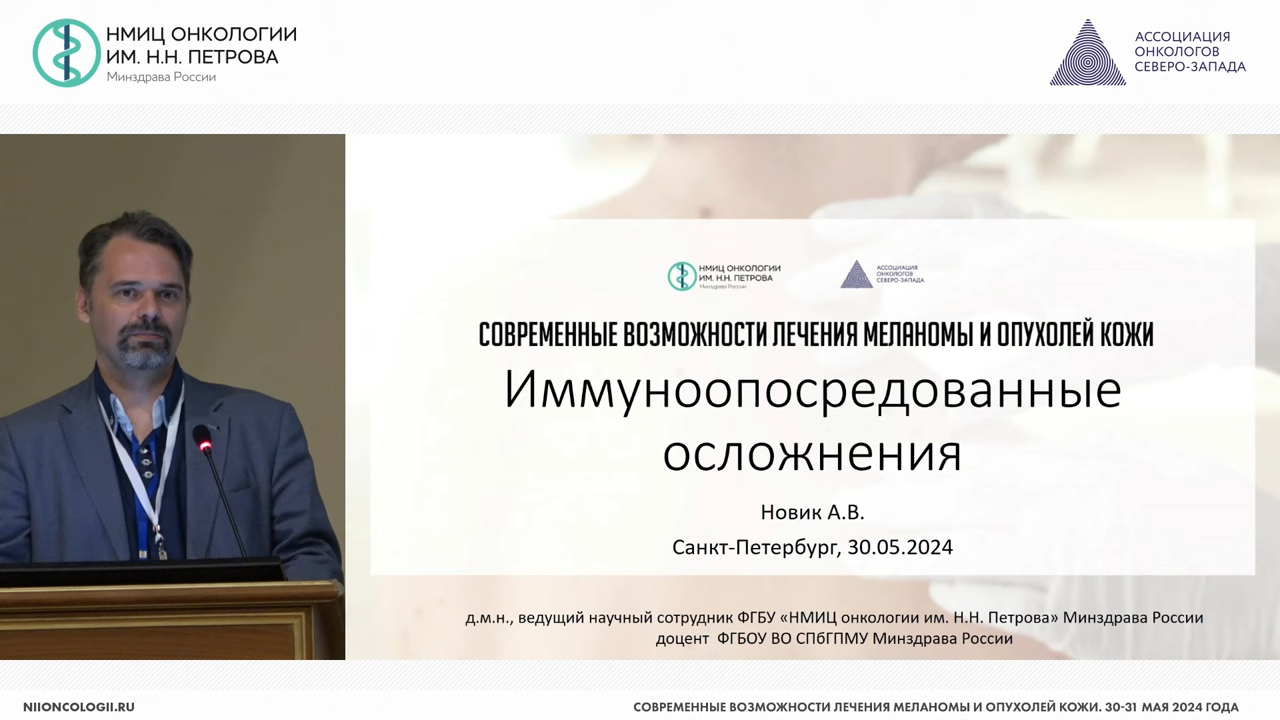 НМИЦ ОНКОЛОГИИ
ИМ. Н.Н. ПЕТРОВА
Минздрава России
АССОЦИАЦИЯ
ОНКОЛОГОВ
СЕВЕРО-ЗАПАДА
НМИЦ ОНКОЛОГИИ
ИМ. Н.Н. ПЕТРОВА
Минздрава России
АССОЦИАЦИЯ
ОНКОЛОГОВ
СЕВЕРО-ЗАПАДА
СОВРЕМЕННЫЕ ВОЗМОЖНОСТИ ЛЕЧЕНИЯ МЕЛАНОМЫ И ОПУХОЛЕЙ КОЖИ
Иммуноопосредованные
осложнения
Новик А.В.
Санкт-Петербург, 30.05.2024
д.м.н., ведущий научный сотрудник ФГБУ «НМИЦ онкологии им. Н.Н. Петрова» Минздрава России
доцент ФГБОУ ВО СПбГПМУ Минздрава России
NIIONCOLOGII.RU
СОВРЕМЕННЫЕ ВОЗМОЖНОСТИ ЛЕЧЕНИЯ МЕЛАНОМЫ И ОПУХОЛЕЙ КОЖИ. 30-31 МАЯ 2024 ГОДА